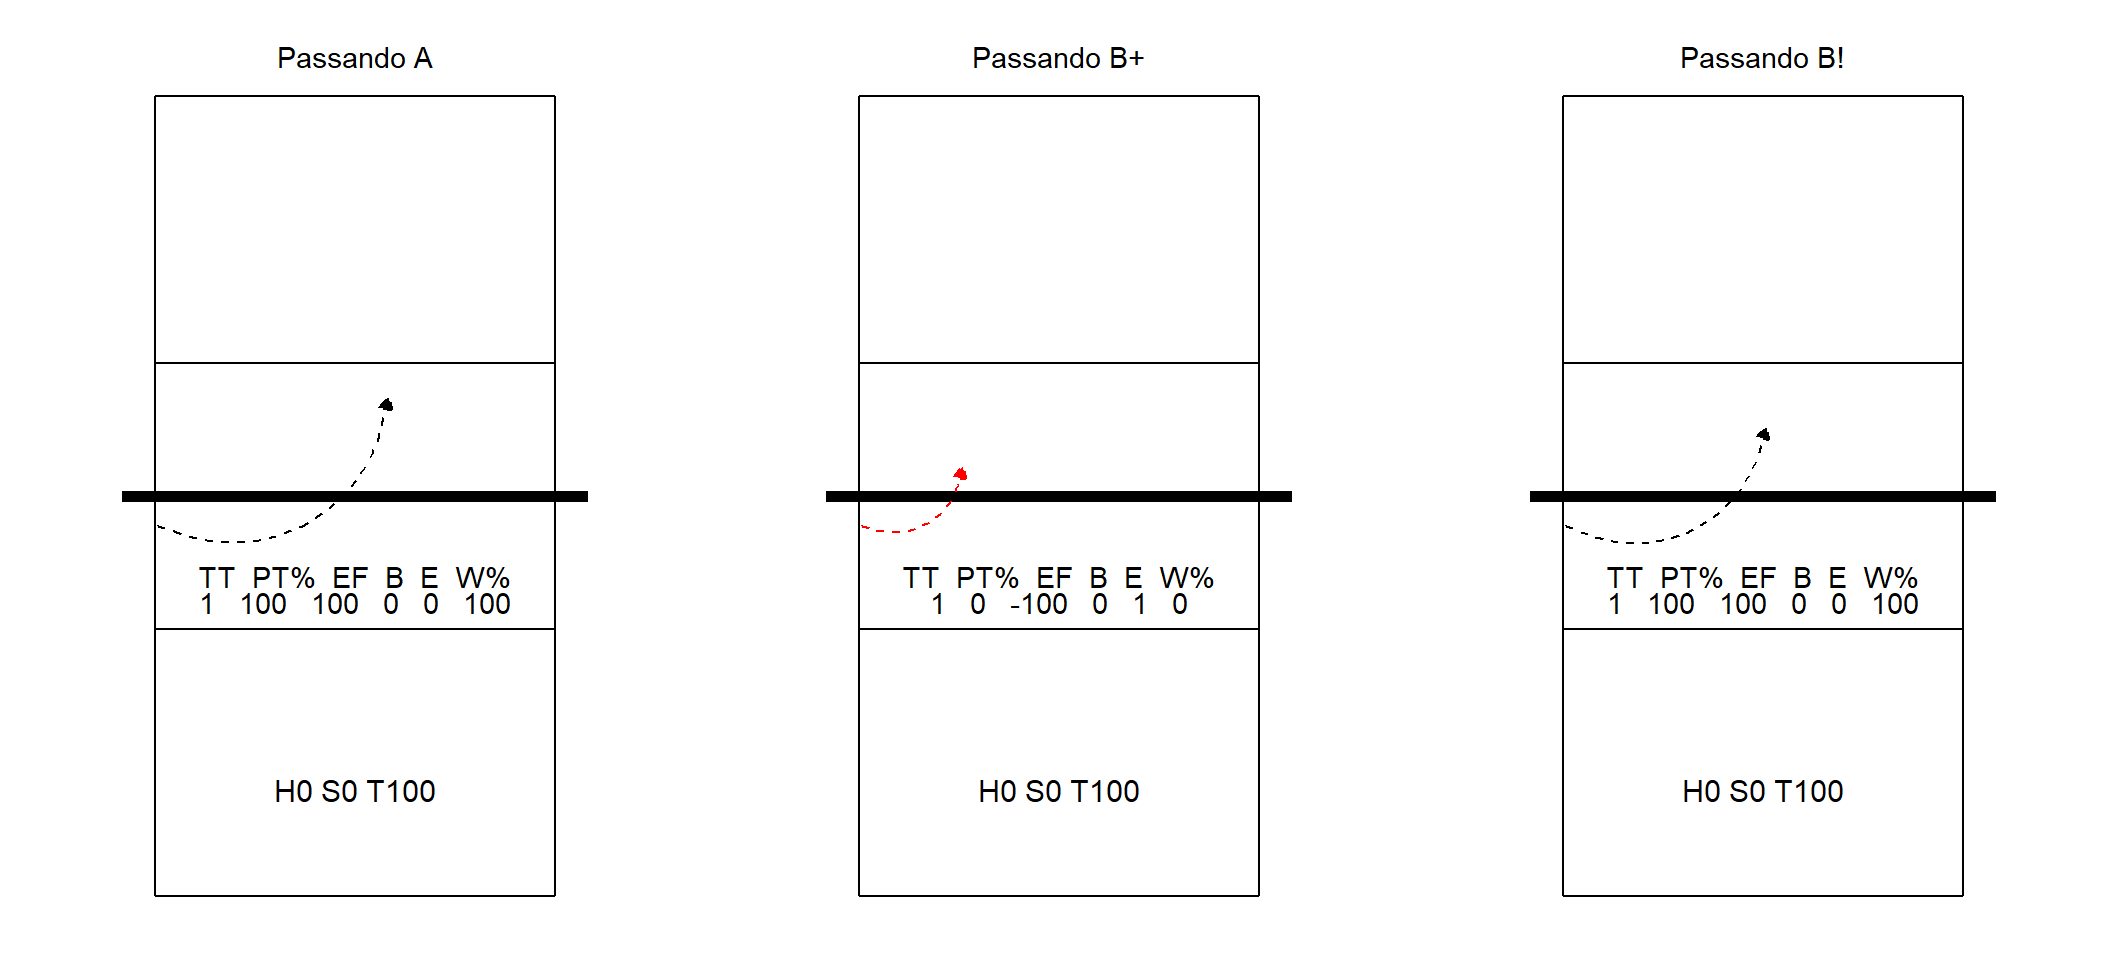 Passando A
TT PT% EF B E W%
1 100 100 0 0 100
H0 S0 T100
Passando B+
TT PT% EF B E W%
1 0 -100 0 1 0
H0 S0 T100
Passando B!
TT PT% EF B E W%
1 100 100 0 0 100
H0 S0 T100